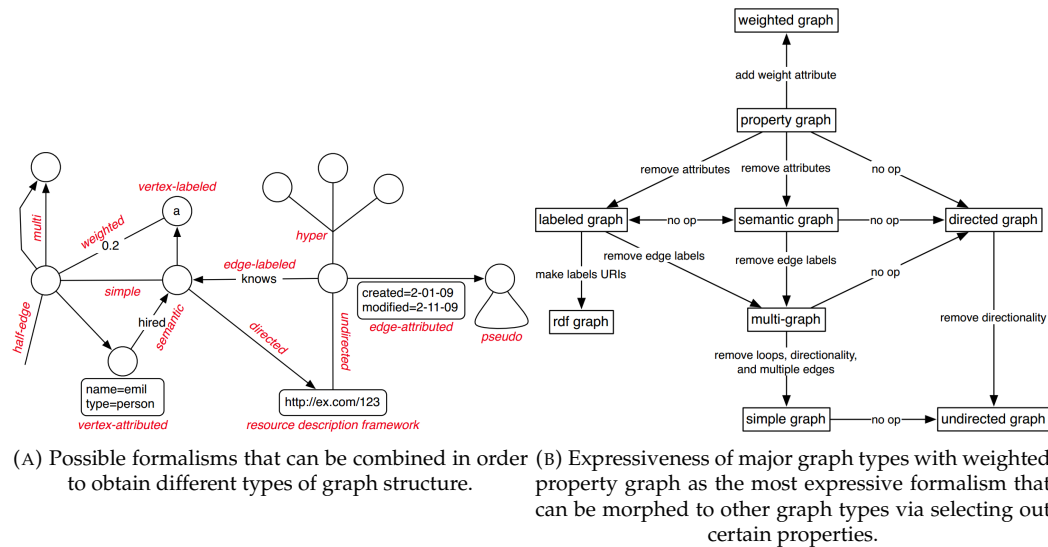 multi
weighted
0.2
vertex-labeled
a
simple
half-edge
hired
semantic
name=emil
type=person
vertex-attributed
hyper
edge-labeled
knows
directed
undirected
created=2-01-09
modified=2-11-09
edge-attributed
pseudo
http://ex.com/123
resource description framework
(A) Possible formalisms that can be combined in order
to obtain different types of graph structure.
weighted graph
add weight attribute
property graph
remove attributes
remove attributes
no op
labeled graph
no op
semantic graph
no op
directed graph
remove edge labels
remove edge labels
no op
make labels URIs
rdf graph
multi-graph
remove directionality
remove loops, directionality,
and multiple edges
simple graph
no op
undirected graph
(B) Expressiveness of major graph types with weighted
property graph as the most expressive formalism that
can be morphed to other graph types via selecting out
certain properties.